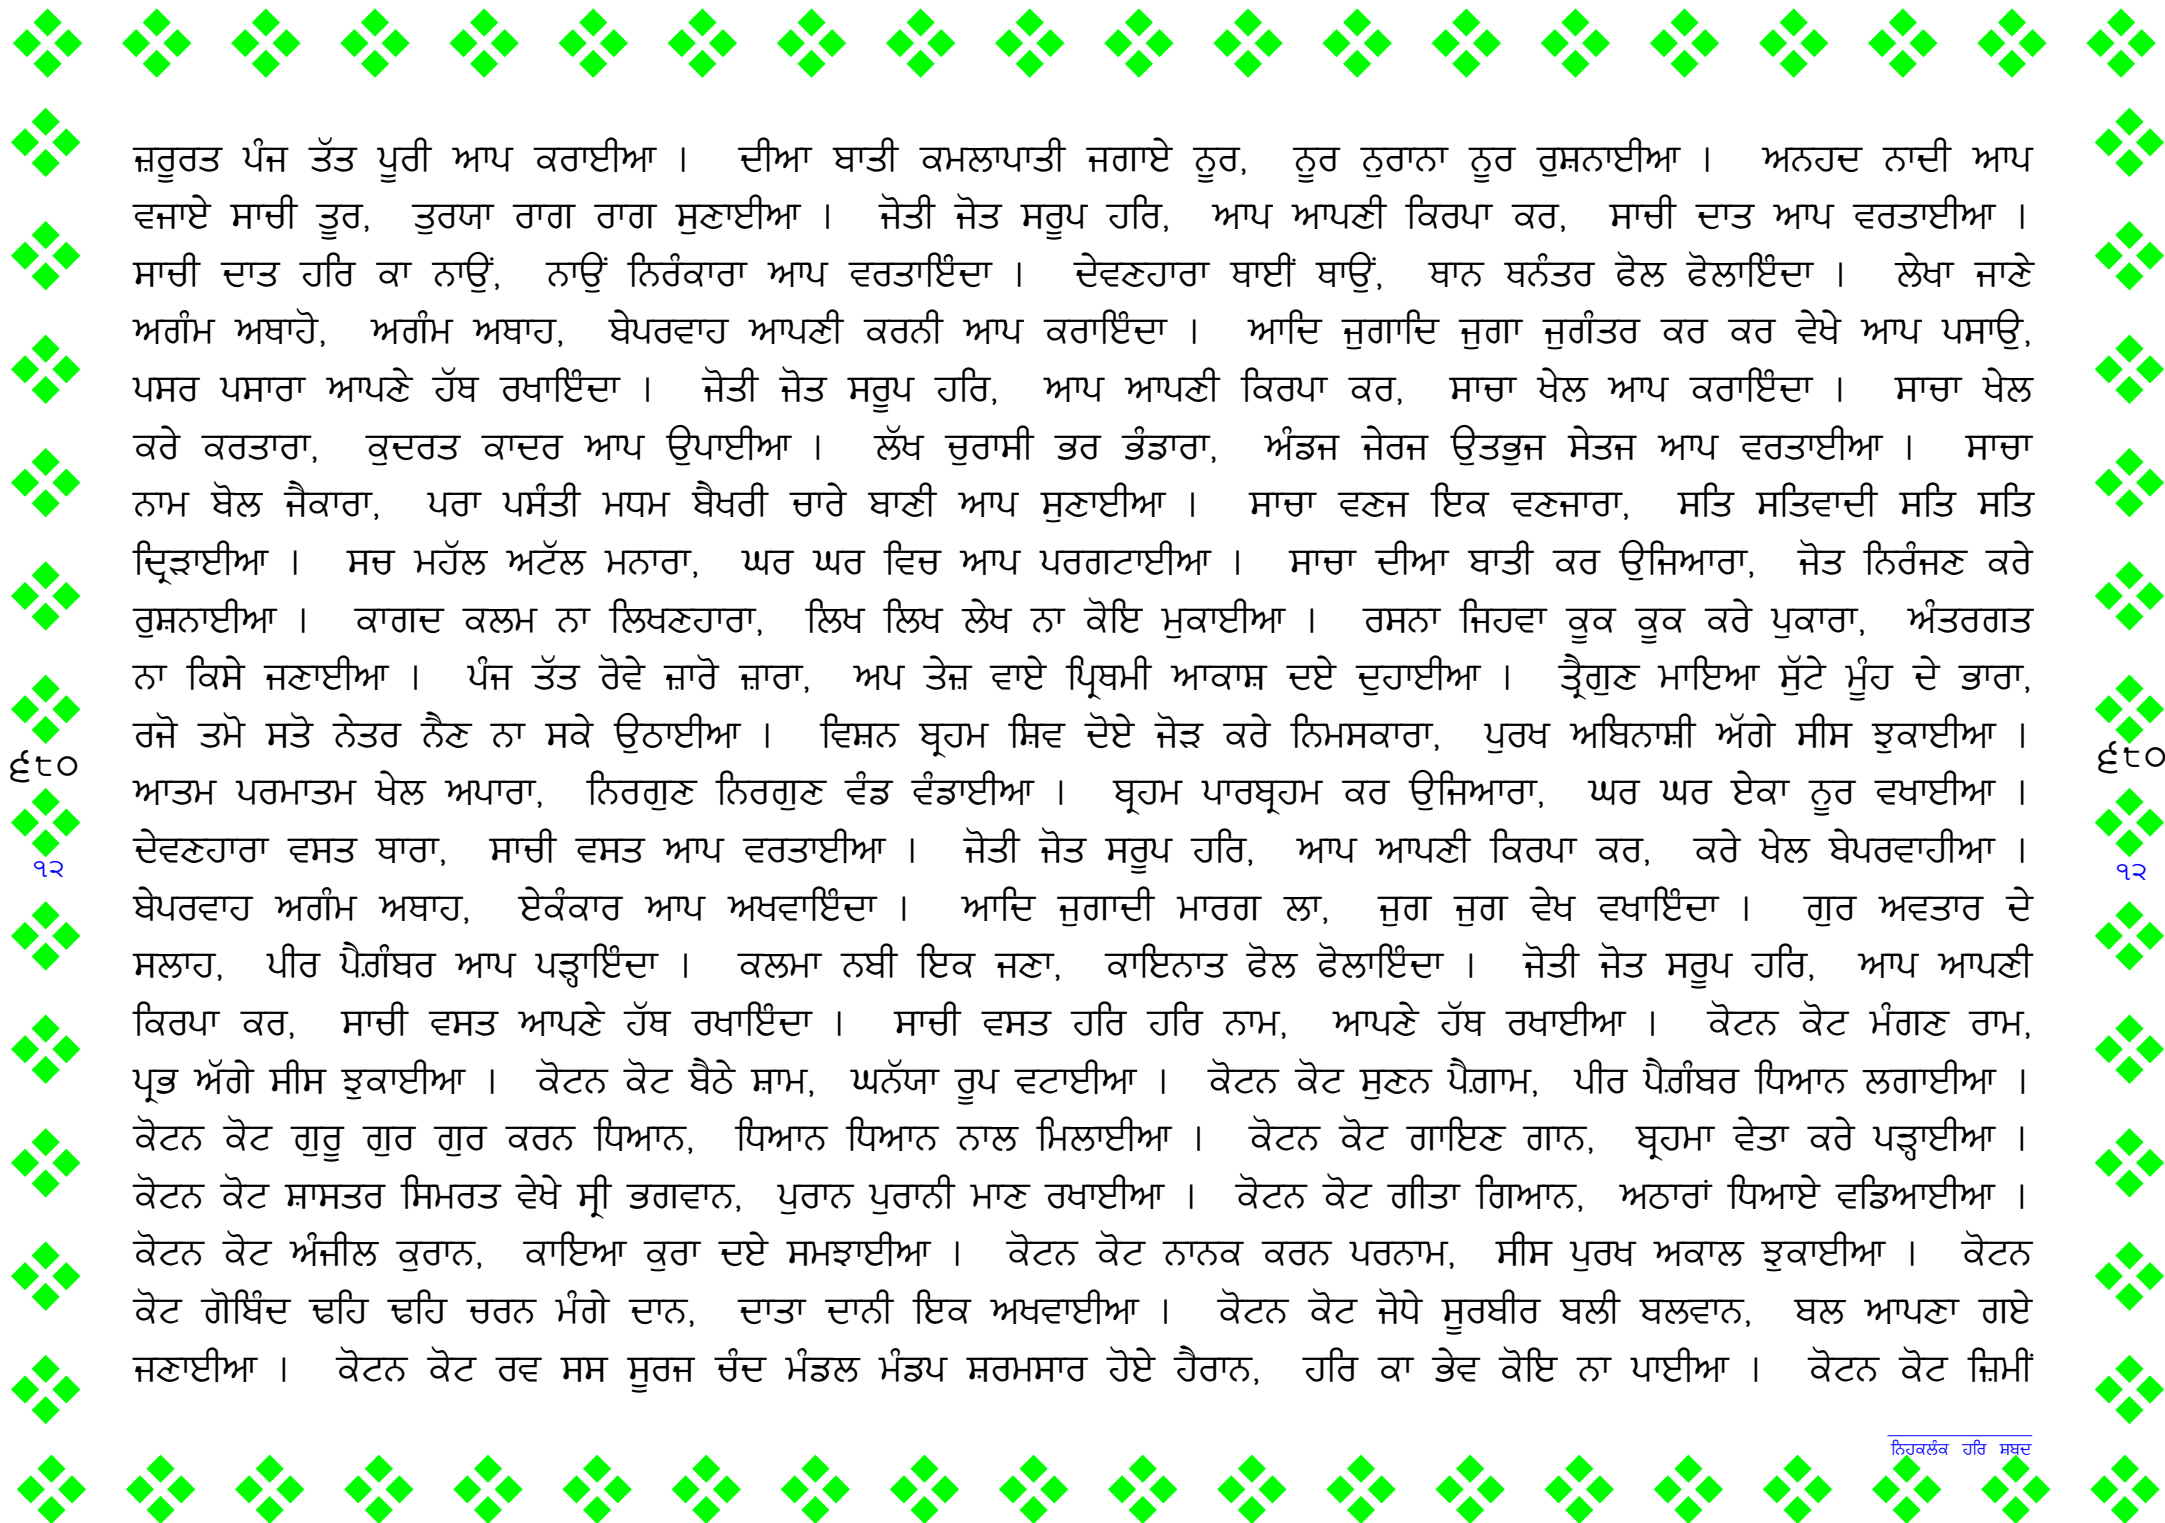 ਜ਼ਰੂਰਤ ਪੰਜ ਤੱਤ ਪੂਰੀ ਆਪ ਕਰਾਈਆ । ਦੀਆ ਬਾਤੀ ਕਮਲਾਪਾਤੀ ਜਗਾਏ ਨੂਰ, ਨੂਰ ਨੁਰਾਨਾ ਨੂਰ ਰੁਸ਼ਨਾਈਆ । ਅਨਹਦ ਨਾਦੀ ਆਪ
ਵਜਾਏ ਸਾਚੀ ਤੂਰ, ਤੁਰਯਾ ਰਾਗ ਰਾਗ ਸੁਣਾਈਆ । ਜੋਤੀ ਜੋਤ ਸਰੂਪ ਹਰਿ, ਆਪ ਆਪਣੀ ਕਿਰਪਾ ਕਰ, ਸਾਚੀ ਦਾਤ ਆਪ ਵਰਤਾਈਆ ।
ਸਾਚੀ ਦਾਤ ਹਰਿ ਕਾ ਨਾਉਂ, ਨਾਉਂ ਨਿਰੰਕਾਰਾ ਆਪ ਵਰਤਾਇੰਦਾ । ਦੇਵਣਹਾਰਾ ਥਾਈਂ ਥਾਉਂ, ਥਾਨ ਥਨੰਤਰ ਫੋਲ ਫੋਲਾਇੰਦਾ । ਲੇਖਾ ਜਾਣੇ
ਅਗੰਮ ਅਥਾਹੋ, ਅਗੰਮ ਅਥਾਹ, ਬੇਪਰਵਾਹ ਆਪਣੀ ਕਰਨੀ ਆਪ ਕਰਾਇੰਦਾ । ਆਦਿ ਜੁਗਾਦਿ ਜੁਗਾ ਜੁਗੰਤਰ ਕਰ ਕਰ ਵੇਖੇ ਆਪ ਪਸਾਉ,
ਪਸਰ ਪਸਾਰਾ ਆਪਣੇ ਹੱਥ ਰਖਾਇੰਦਾ । ਜੋਤੀ ਜੋਤ ਸਰੂਪ ਹਰਿ, ਆਪ ਆਪਣੀ ਕਿਰਪਾ ਕਰ, ਸਾਚਾ ਖੇਲ ਆਪ ਕਰਾਇੰਦਾ । ਸਾਚਾ ਖੇਲ
ਕਰੇ ਕਰਤਾਰਾ, ਕੁਦਰਤ ਕਾਦਰ ਆਪ ਉਪਾਈਆ । ਲੱਖ ਚੁਰਾਸੀ ਭਰ ਭੰਡਾਰਾ, ਅੰਡਜ ਜੇਰਜ ਉਤਭੁਜ ਸੇਤਜ ਆਪ ਵਰਤਾਈਆ । ਸਾਚਾ
ਨਾਮ ਬੋਲ ਜੈਕਾਰਾ, ਪਰਾ ਪਸੰਤੀ ਮਧਮ ਬੈਖਰੀ ਚਾਰੇ ਬਾਣੀ ਆਪ ਸੁਣਾਈਆ । ਸਾਚਾ ਵਣਜ ਇਕ ਵਣਜਾਰਾ, ਸਤਿ ਸਤਿਵਾਦੀ ਸਤਿ ਸਤਿ
ਦ੍ਰਿੜਾਈਆ । ਸਚ ਮਹੱਲ ਅਟੱਲ ਮਨਾਰਾ, ਘਰ ਘਰ ਵਿਚ ਆਪ ਪਰਗਟਾਈਆ । ਸਾਚਾ ਦੀਆ ਬਾਤੀ ਕਰ ਉਜਿਆਰਾ, ਜੋਤ ਨਿਰੰਜਣ ਕਰੇ
ਰੁਸ਼ਨਾਈਆ । ਕਾਗਦ ਕਲਮ ਨਾ ਲਿਖਣਹਾਰਾ, ਲਿਖ ਲਿਖ ਲੇਖ ਨਾ ਕੋਇ ਮੁਕਾਈਆ । ਰਸਨਾ ਜਿਹਵਾ ਕੂਕ ਕੂਕ ਕਰੇ ਪੁਕਾਰਾ, ਅੰਤਰਗਤ
ਨਾ ਕਿਸੇ ਜਣਾਈਆ । ਪੰਜ ਤੱਤ ਰੋਵੇ ਜ਼ਾਰੋ ਜ਼ਾਰਾ, ਅਪ ਤੇਜ਼ ਵਾਏ ਪ੍ਰਿਥਮੀ ਆਕਾਸ਼ ਦਏ ਦੁਹਾਈਆ । ਤ੍ਰੈਗੁਣ ਮਾਇਆ ਸੁੱਟੇ ਮੂੰਹ ਦੇ ਭਾਰਾ,
ਰਜੋ ਤਮੋ ਸਤੋ ਨੇਤਰ ਨੈਣ ਨਾ ਸਕੇ ਉਠਾਈਆ । ਵਿਸ਼ਨ ਬ੍ਰਹਮ ਸ਼ਿਵ ਦੋਏ ਜੋੜ ਕਰੇ ਨਿਮਸਕਾਰਾ, ਪੁਰਖ ਅਬਿਨਾਸ਼ੀ ਅੱਗੇ ਸੀਸ ਝੁਕਾਈਆ ।
ਆਤਮ ਪਰਮਾਤਮ ਖੇਲ ਅਪਾਰਾ, ਨਿਰਗੁਣ ਨਿਰਗੁਣ ਵੰਡ ਵੰਡਾਈਆ । ਬ੍ਰਹਮ ਪਾਰਬ੍ਰਹਮ ਕਰ ਉਜਿਆਰਾ, ਘਰ ਘਰ ਏਕਾ ਨੂਰ ਵਖਾਈਆ ।
ਦੇਵਣਹਾਰਾ ਵਸਤ ਥਾਰਾ, ਸਾਚੀ ਵਸਤ ਆਪ ਵਰਤਾਈਆ । ਜੋਤੀ ਜੋਤ ਸਰੂਪ ਹਰਿ, ਆਪ ਆਪਣੀ ਕਿਰਪਾ ਕਰ, ਕਰੇ ਖੇਲ ਬੇਪਰਵਾਹੀਆ ।
ਬੇਪਰਵਾਹ ਅਗੰਮ ਅਥਾਹ, ਏਕੰਕਾਰ ਆਪ ਅਖਵਾਇੰਦਾ । ਆਦਿ ਜੁਗਾਦੀ ਮਾਰਗ ਲਾ, ਜੁਗ ਜੁਗ ਵੇਖ ਵਖਾਇੰਦਾ । ਗੁਰ ਅਵਤਾਰ ਦੇ
ਸਲਾਹ, ਪੀਰ ਪੈਗ਼ੰਬਰ ਆਪ ਪੜ੍ਹਾਇੰਦਾ । ਕਲਮਾ ਨਬੀ ਇਕ ਜਣਾ, ਕਾਇਨਾਤ ਫੋਲ ਫੋਲਾਇੰਦਾ । ਜੋਤੀ ਜੋਤ ਸਰੂਪ ਹਰਿ, ਆਪ ਆਪਣੀ
ਕਿਰਪਾ ਕਰ, ਸਾਚੀ ਵਸਤ ਆਪਣੇ ਹੱਥ ਰਖਾਇੰਦਾ । ਸਾਚੀ ਵਸਤ ਹਰਿ ਹਰਿ ਨਾਮ, ਆਪਣੇ ਹੱਥ ਰਖਾਈਆ । ਕੋਟਨ ਕੋਟ ਮੰਗਣ ਰਾਮ,
ਪ੍ਰਭ ਅੱਗੇ ਸੀਸ ਝੁਕਾਈਆ । ਕੋਟਨ ਕੋਟ ਬੈਠੇ ਸ਼ਾਮ, ਘਨੱਯਾ ਰੂਪ ਵਟਾਈਆ । ਕੋਟਨ ਕੋਟ ਸੁਣਨ ਪੈਗ਼ਾਮ, ਪੀਰ ਪੈਗ਼ੰਬਰ ਧਿਆਨ ਲਗਾਈਆ ।
ਕੋਟਨ ਕੋਟ ਗੁਰੂ ਗੁਰ ਗੁਰ ਕਰਨ ਧਿਆਨ, ਧਿਆਨ ਧਿਆਨ ਨਾਲ ਮਿਲਾਈਆ । ਕੋਟਨ ਕੋਟ ਗਾਇਣ ਗਾਨ, ਬ੍ਰਹਮਾ ਵੇਤਾ ਕਰੇ ਪੜ੍ਹਾਈਆ ।
ਕੋਟਨ ਕੋਟ ਸ਼ਾਸਤਰ ਸਿਮਰਤ ਵੇਖੇ ਸ੍ਰੀ ਭਗਵਾਨ, ਪੁਰਾਨ ਪੁਰਾਨੀ ਮਾਣ ਰਖਾਈਆ । ਕੋਟਨ ਕੋਟ ਗੀਤਾ ਗਿਆਨ, ਅਠਾਰਾਂ ਧਿਆਏ ਵਡਿਆਈਆ ।
ਕੋਟਨ ਕੋਟ ਅੰਜੀਲ ਕੁਰਾਨ, ਕਾਇਆ ਕੁਰਾ ਦਏ ਸਮਝਾਈਆ । ਕੋਟਨ ਕੋਟ ਨਾਨਕ ਕਰਨ ਪਰਨਾਮ, ਸੀਸ ਪੁਰਖ ਅਕਾਲ ਝੁਕਾਈਆ । ਕੋਟਨ
ਕੋਟ ਗੋਬਿੰਦ ਢਹਿ ਢਹਿ ਚਰਨ ਮੰਗੇ ਦਾਨ, ਦਾਤਾ ਦਾਨੀ ਇਕ ਅਖਵਾਈਆ । ਕੋਟਨ ਕੋਟ ਜੋਧੇ ਸੂਰਬੀਰ ਬਲੀ ਬਲਵਾਨ, ਬਲ ਆਪਣਾ ਗਏ
ਜਣਾਈਆ । ਕੋਟਨ ਕੋਟ ਰਵ ਸਸ ਸੂਰਜ ਚੰਦ ਮੰਡਲ ਮੰਡਪ ਸ਼ਰਮਸਾਰ ਹੋਏ ਹੈਰਾਨ, ਹਰਿ ਕਾ ਭੇਵ ਕੋਇ ਨਾ ਪਾਈਆ । ਕੋਟਨ ਕੋਟ ਜ਼ਿਮੀਂ
੬੮੦ ੬੮੦
੧੨ ੧੨
ਨਿਹਕਲੰਕ ਹਰਿ ਸ਼ਬਦ